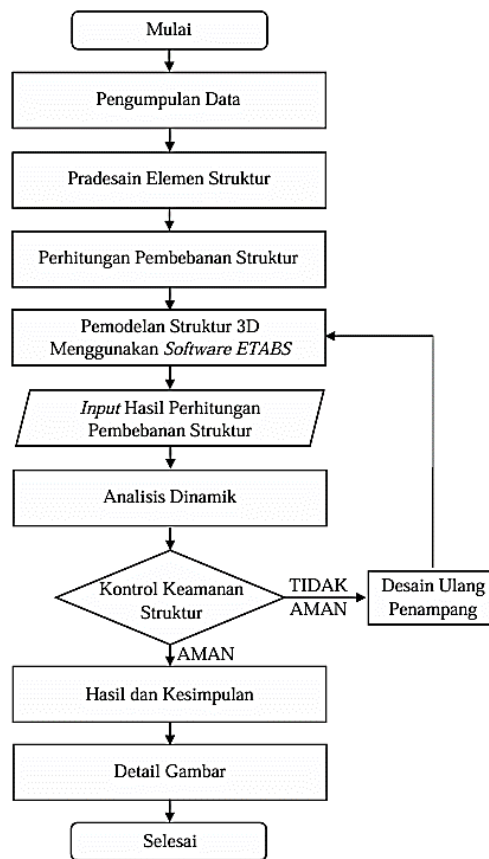 Mulai
Pengumpulan Data
Pradesain Elemen Struktur
Perhitungan Pembebanan Struktur
Pemodelan Struktur 3D
Menggunakan Software ETABS
Input Hasil Perhitungan
Pembebanan Struktur
Analisis Dinamik
Kontrol Keamanan
Struktur
TIDAK
AMAN
Desain Ulang
Penampang
AMAN
Hasil dan Kesimpulan
Detail Gambar
Selesai